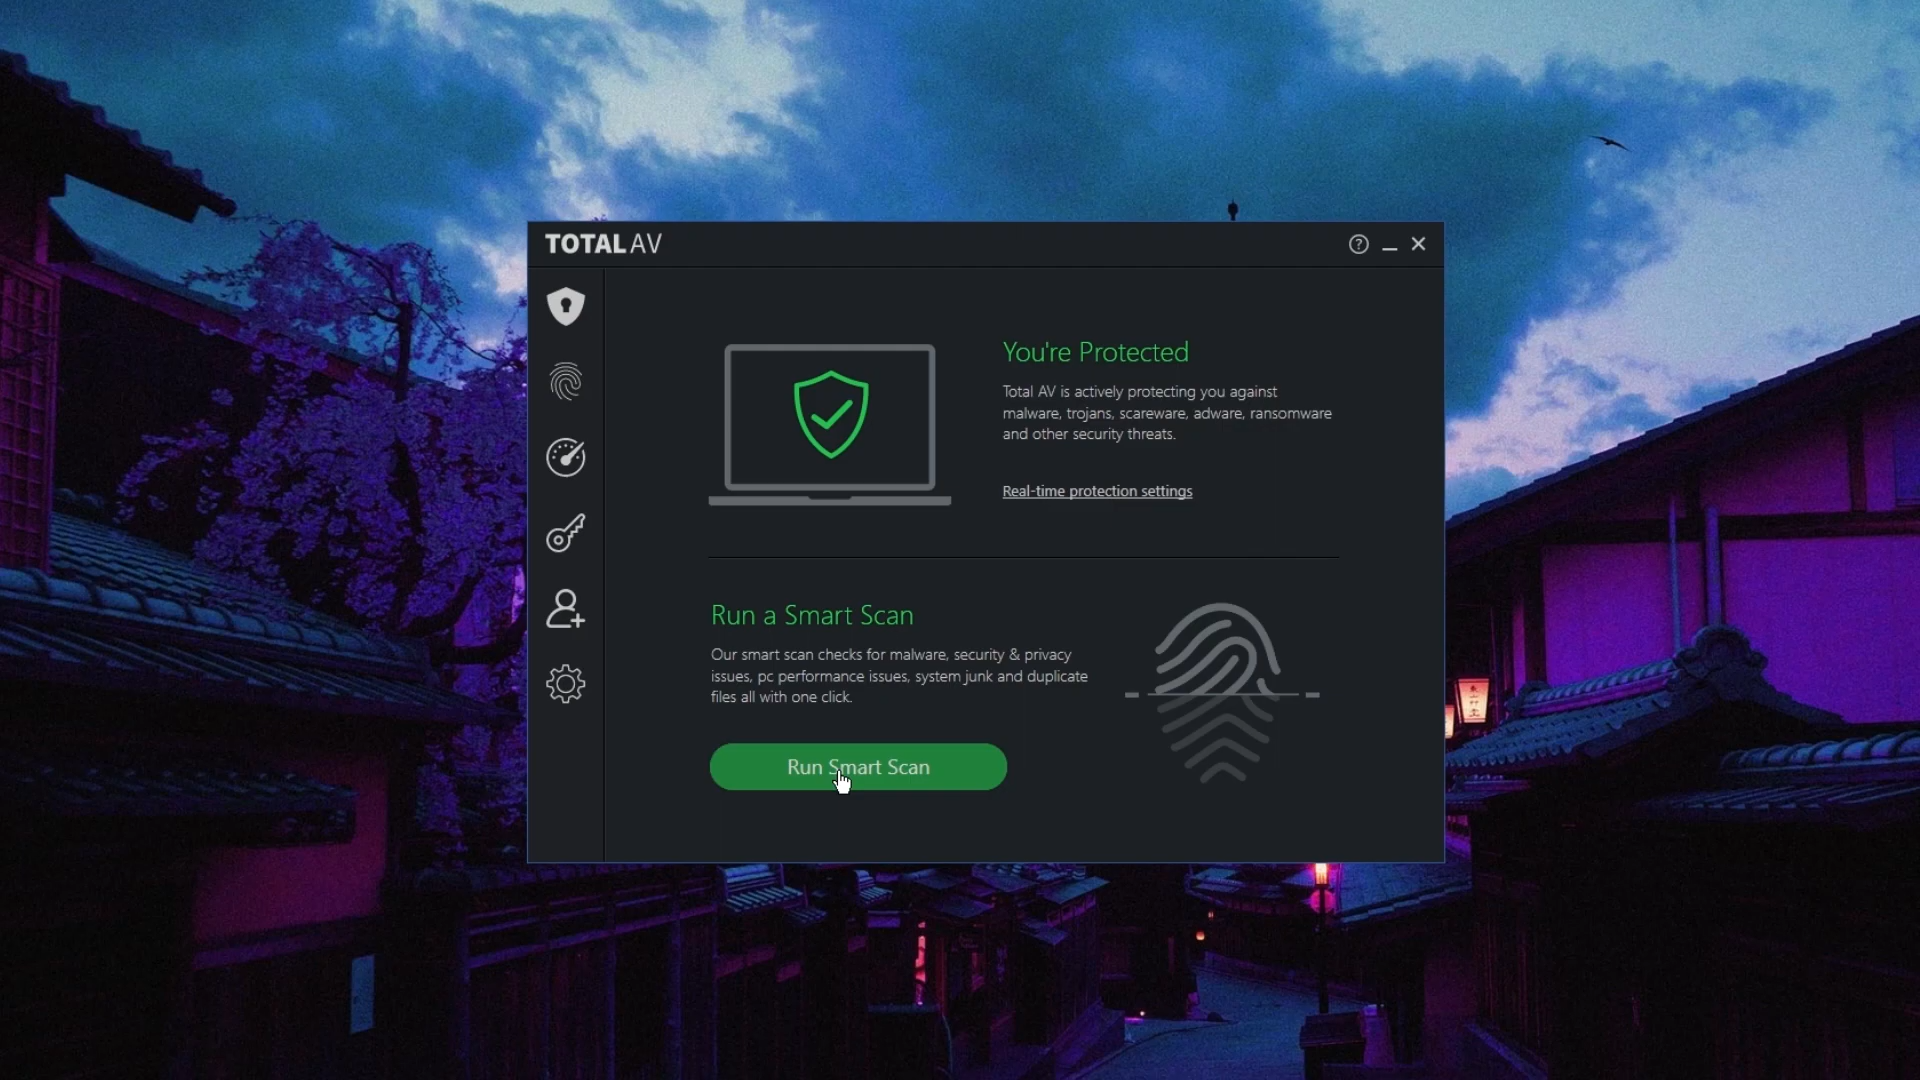 TOTALAV
You're Protected
Total AV is actively protecting you against
malware, trojans, scareware, adware, ransomware
and other security threats.
Real-time protection settings
Run a Smart Scan
Our smart scan checks for malware, security & privacy
issues, pc performance issues, system junk and duplicate
files all with one click.
Run Smart Scan